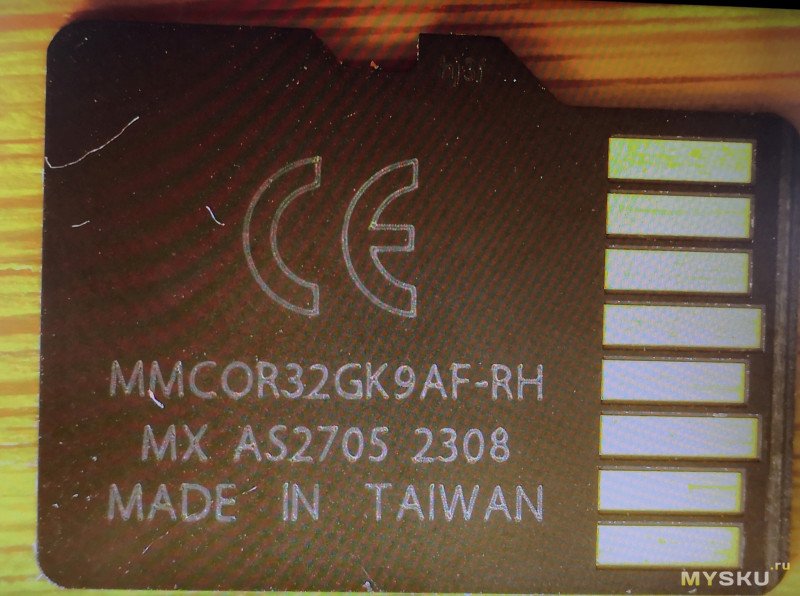 CE
MMCOR32GK9AF-RH
MX AS2705 2308
MADE IN TAIWAN
MYSKU.ru